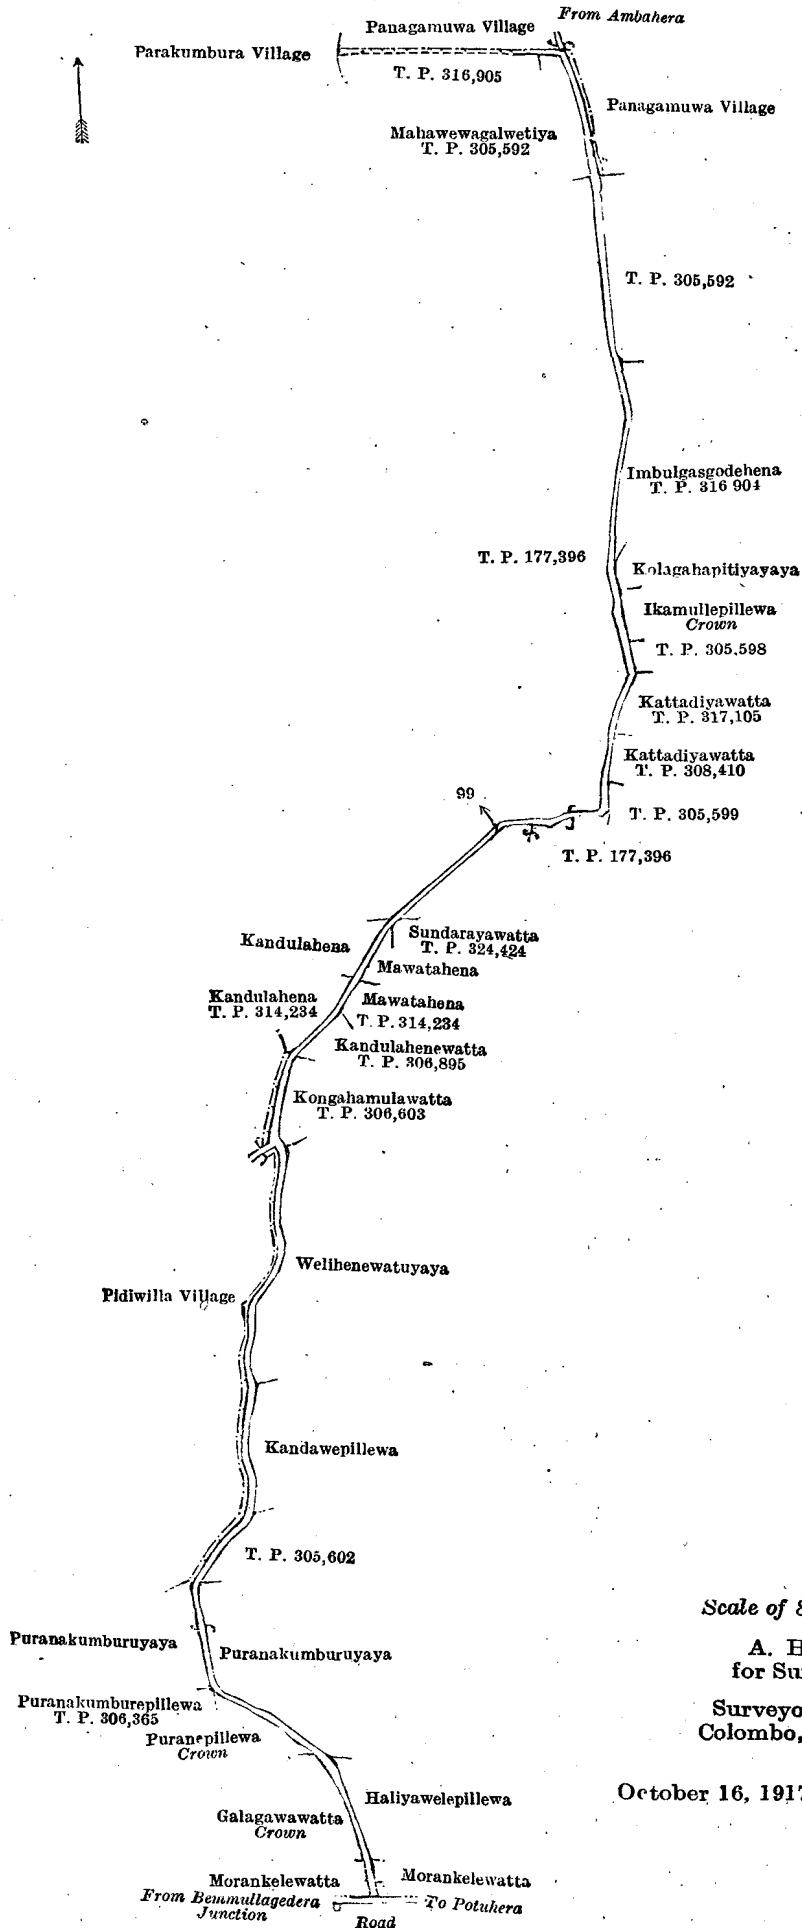 From Ambahera
Panagamuwa Village
Parakumbura Village
T. P. 316,905
Panagamuwa Village
Mahawewagalwetiya
T. P. 305,592
T. P. 305,592
Imbulgasgodehena
T. P. 316 904
T. P. 177,396
Kolagahapitiyayaya
Ikamullepillewa
Crown
T. P. 305,598
Kattadiyawatta
T. P. 317,105
Kattadiyawatta
T. P. 308,410
99
T. P. 305,599
T. P. 177,396
Sundarayawatta
T. P. 324,424
Kandulahena
Mawatahena
Kandulahena
T. P. 314,234
Mawatahena
T. P. 314,234
Kandulahenewatta
T. P. 306,895
Kongahamulawatta
T. P. 306,603
Welihenewatuyaya
Pidiwilla Village
Kandawepillewa
T. P. 305,602
Scale of 8
Puranakumburuyaya
Puranakumburuyaya
A. H
for Su
Puranakumburepillewa
T. P. 306,365
Surveyo
Colombo,
Puranepillewa
Crown
October 16, 1917
Haliyawelepillewa
Galagawawatta
Crown
Morankelewatta
Morankelewatta
From Bemmullagedera
Junction
To Potuhera
Road